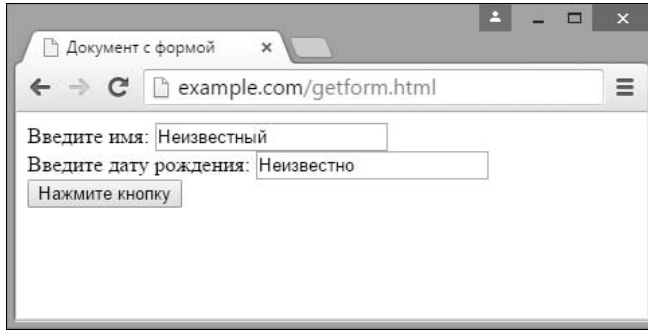 Документ с формой
example.com/getform.html
Введите имя: Неизвестный
Введите дату рождения: Неизвестно
Нажмите кнопку